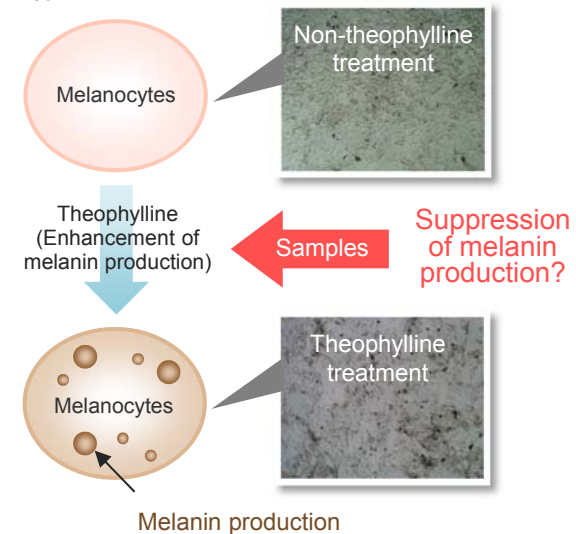 Non-theophylline
treatment
Melanocytes
Theophylline
(Enhancement of
melanin production)
Samples
Suppression
of melanin
production?
Theophylline
treatment
Melanocytes
Melanin production